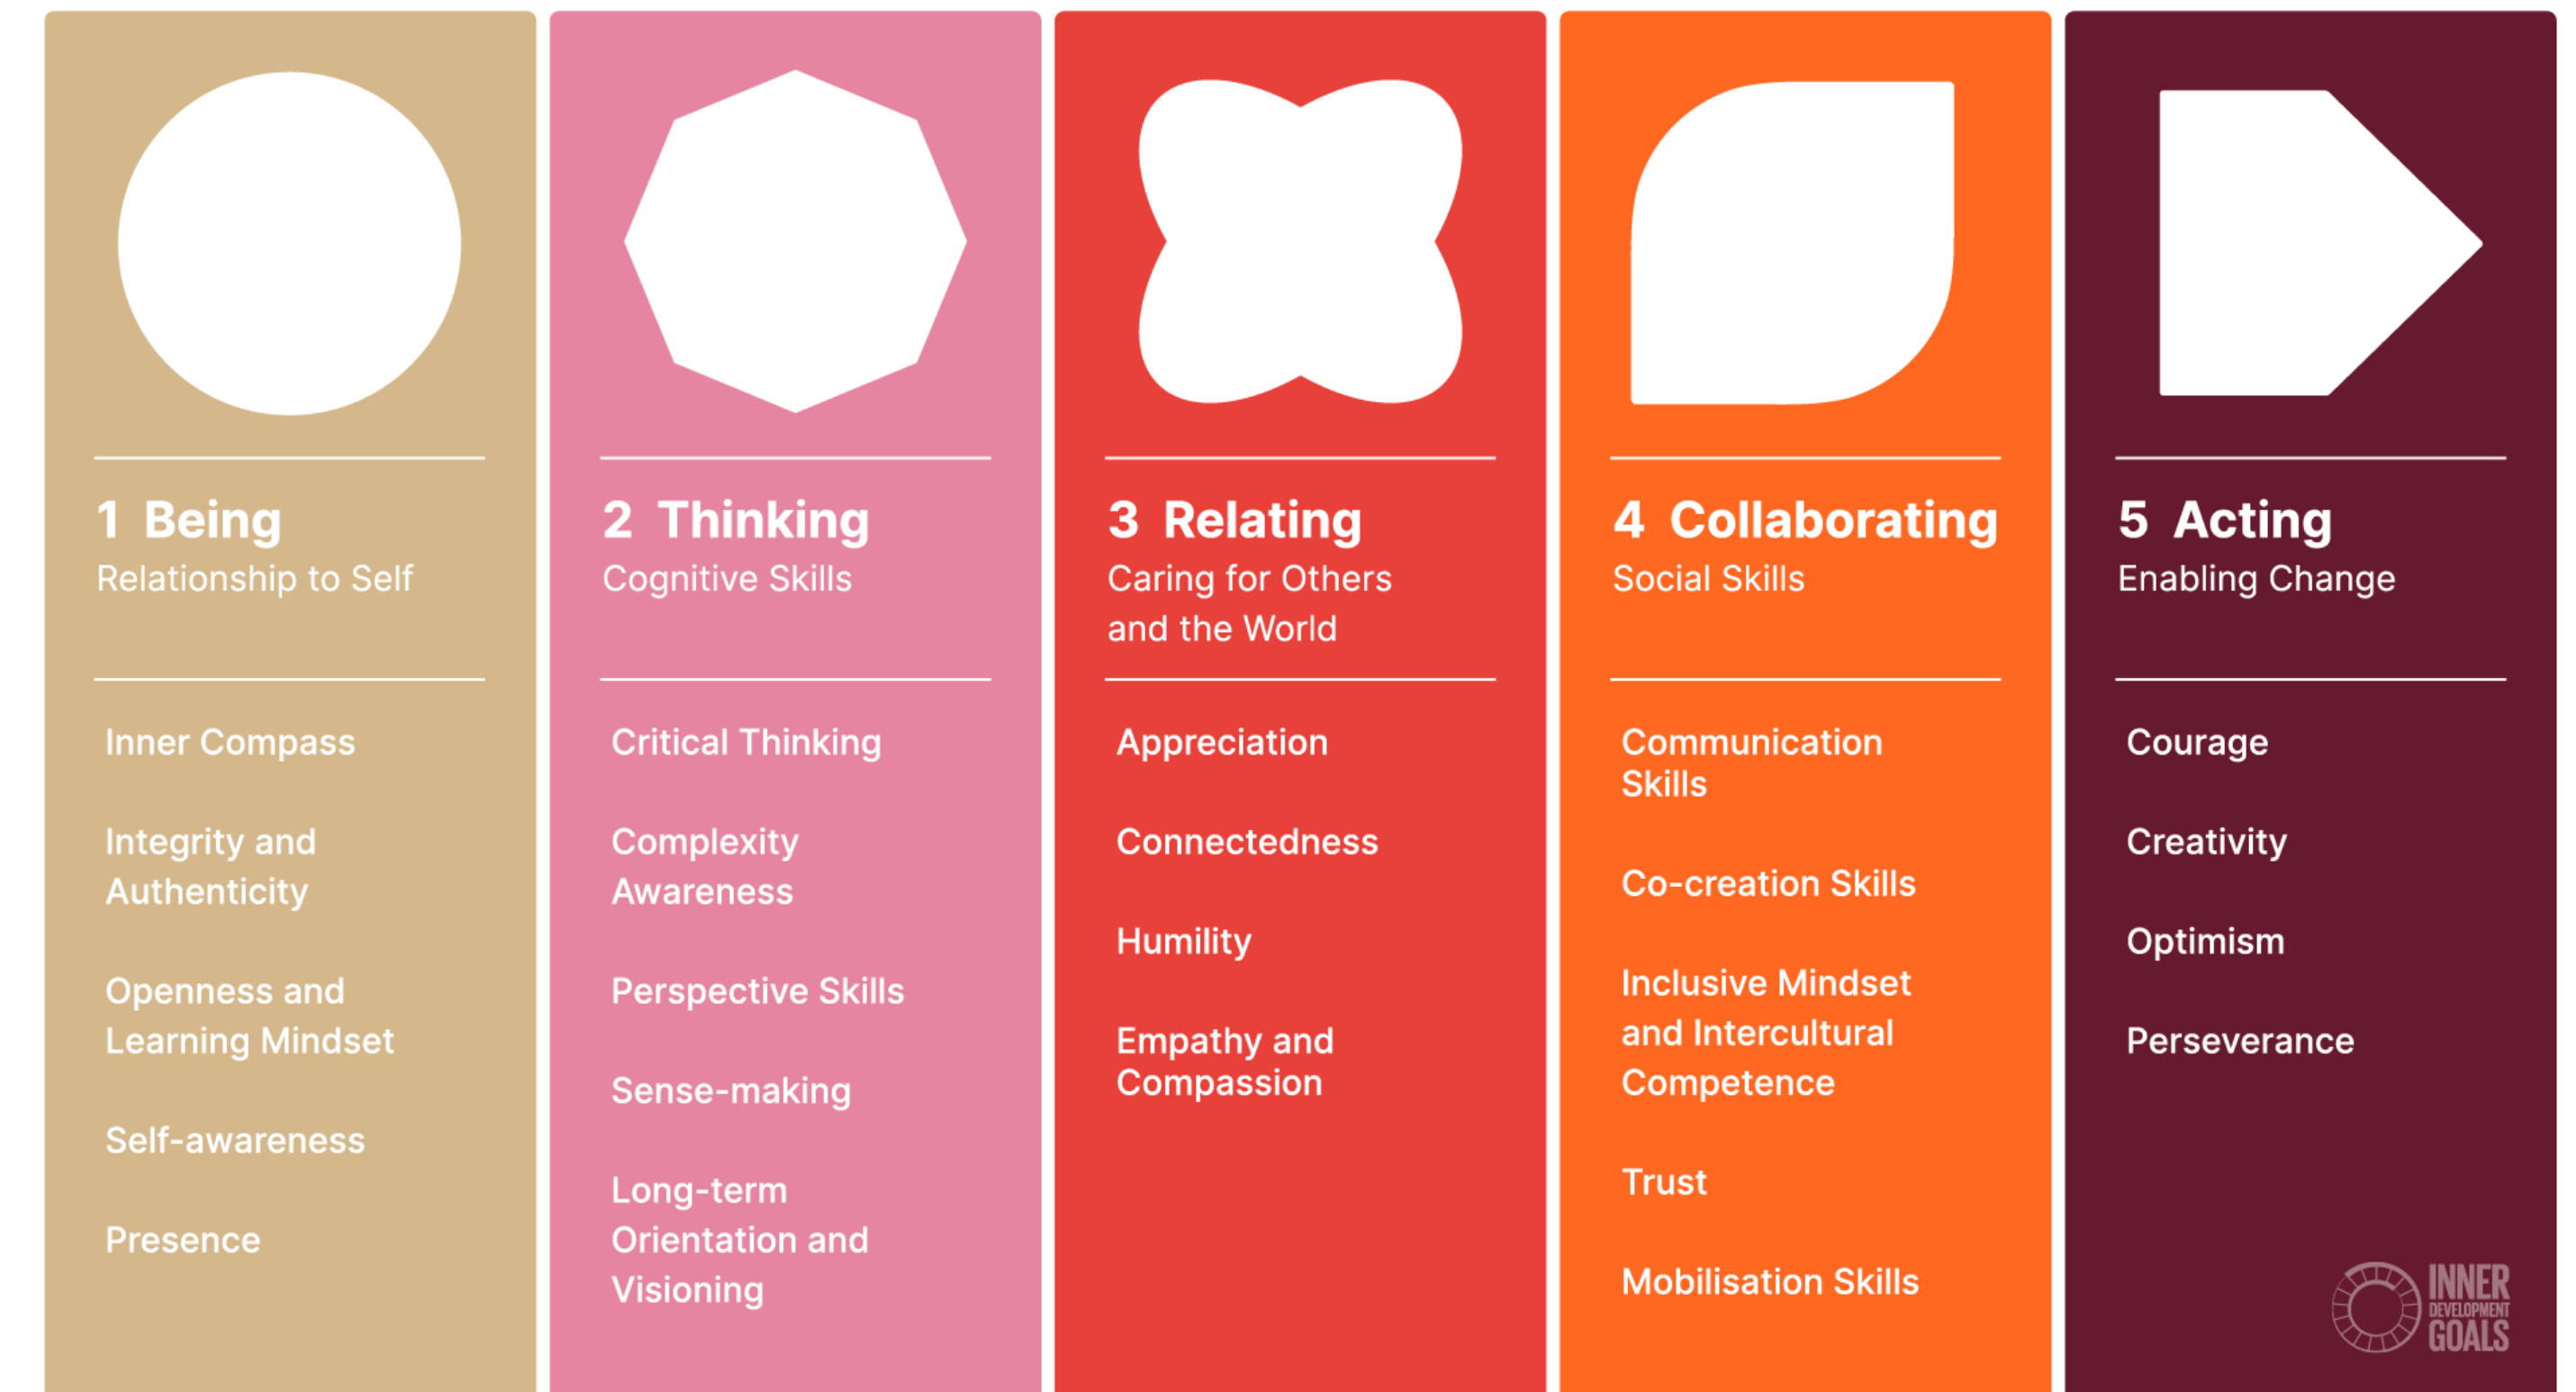 1 Being
Relationship to Self
Inner Compass
Integrity and
Authenticity
Openness and
Learning Mindset
Self-awareness
Presence
2 Thinking
Cognitive Skills
Critical Thinking
Complexity
Awareness
Perspective Skills
Sense-making
Long-term
Orientation and
Visioning
3 Relating
Caring for Others
and the World
Appreciation
Connectedness
Humility
Empathy and
Compassion
4 Collaborating
Social Skills
Communication
Skills
Co-creation Skills
Inclusive Mindset
and Intercultural
Competence
Trust
Mobilisation Skills
5 Acting
Enabling Change
Courage
Creativity
Optimism
Perseverance
INNER
DEVELOPMENT
GOALS